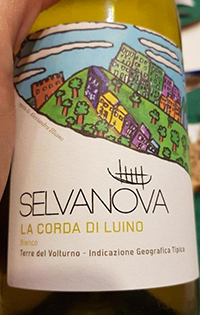 SELVANOVA
LA CORDA DI LUINO
Bianco
Terre del Volturno - Indicazione Geografica Tipica